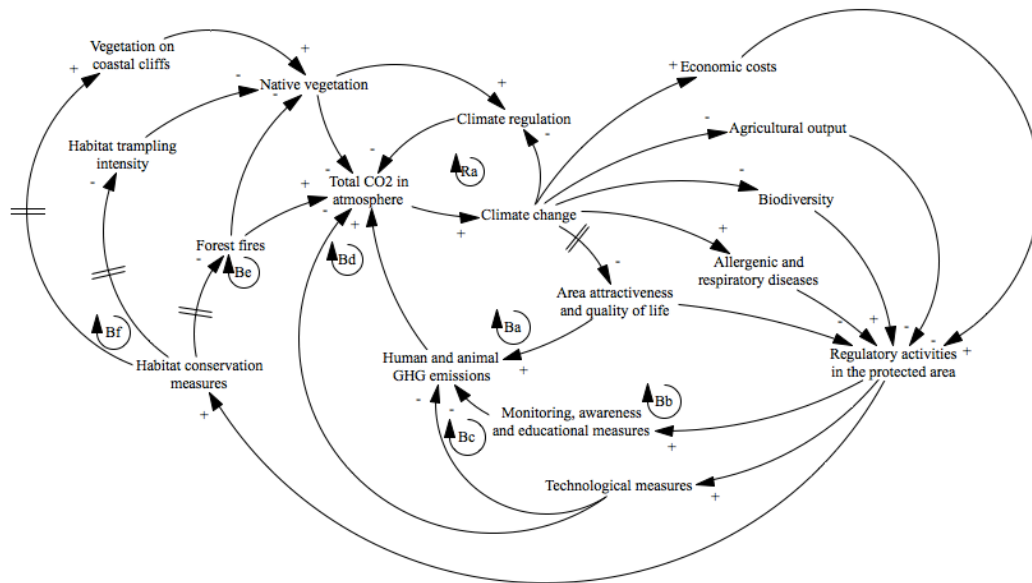 Vegetation on
coastal cliffs
+
+
Native vegetation
-
-
+
Climate regulation
-
-
Habitat trampling
intensity
-
Total CO2 in
atmosphere
+
-
+
Ra
Climate change
+
+ Economic costs
-
Agricultural output
-
Biodiversity
+
Allergenic and
respiratory diseases
-
Area attractiveness
and quality of life
Forest fires
-
Be
Bd
Bf
Ba
Habitat conservation
measures
+
Human and animal
GHG emissions
+
-
-
Monitoring, awareness
and educational measures
+
Bb
Bc
Technological measures
+
Regulatory activities
in the protected area
-
-
+
-
-
+